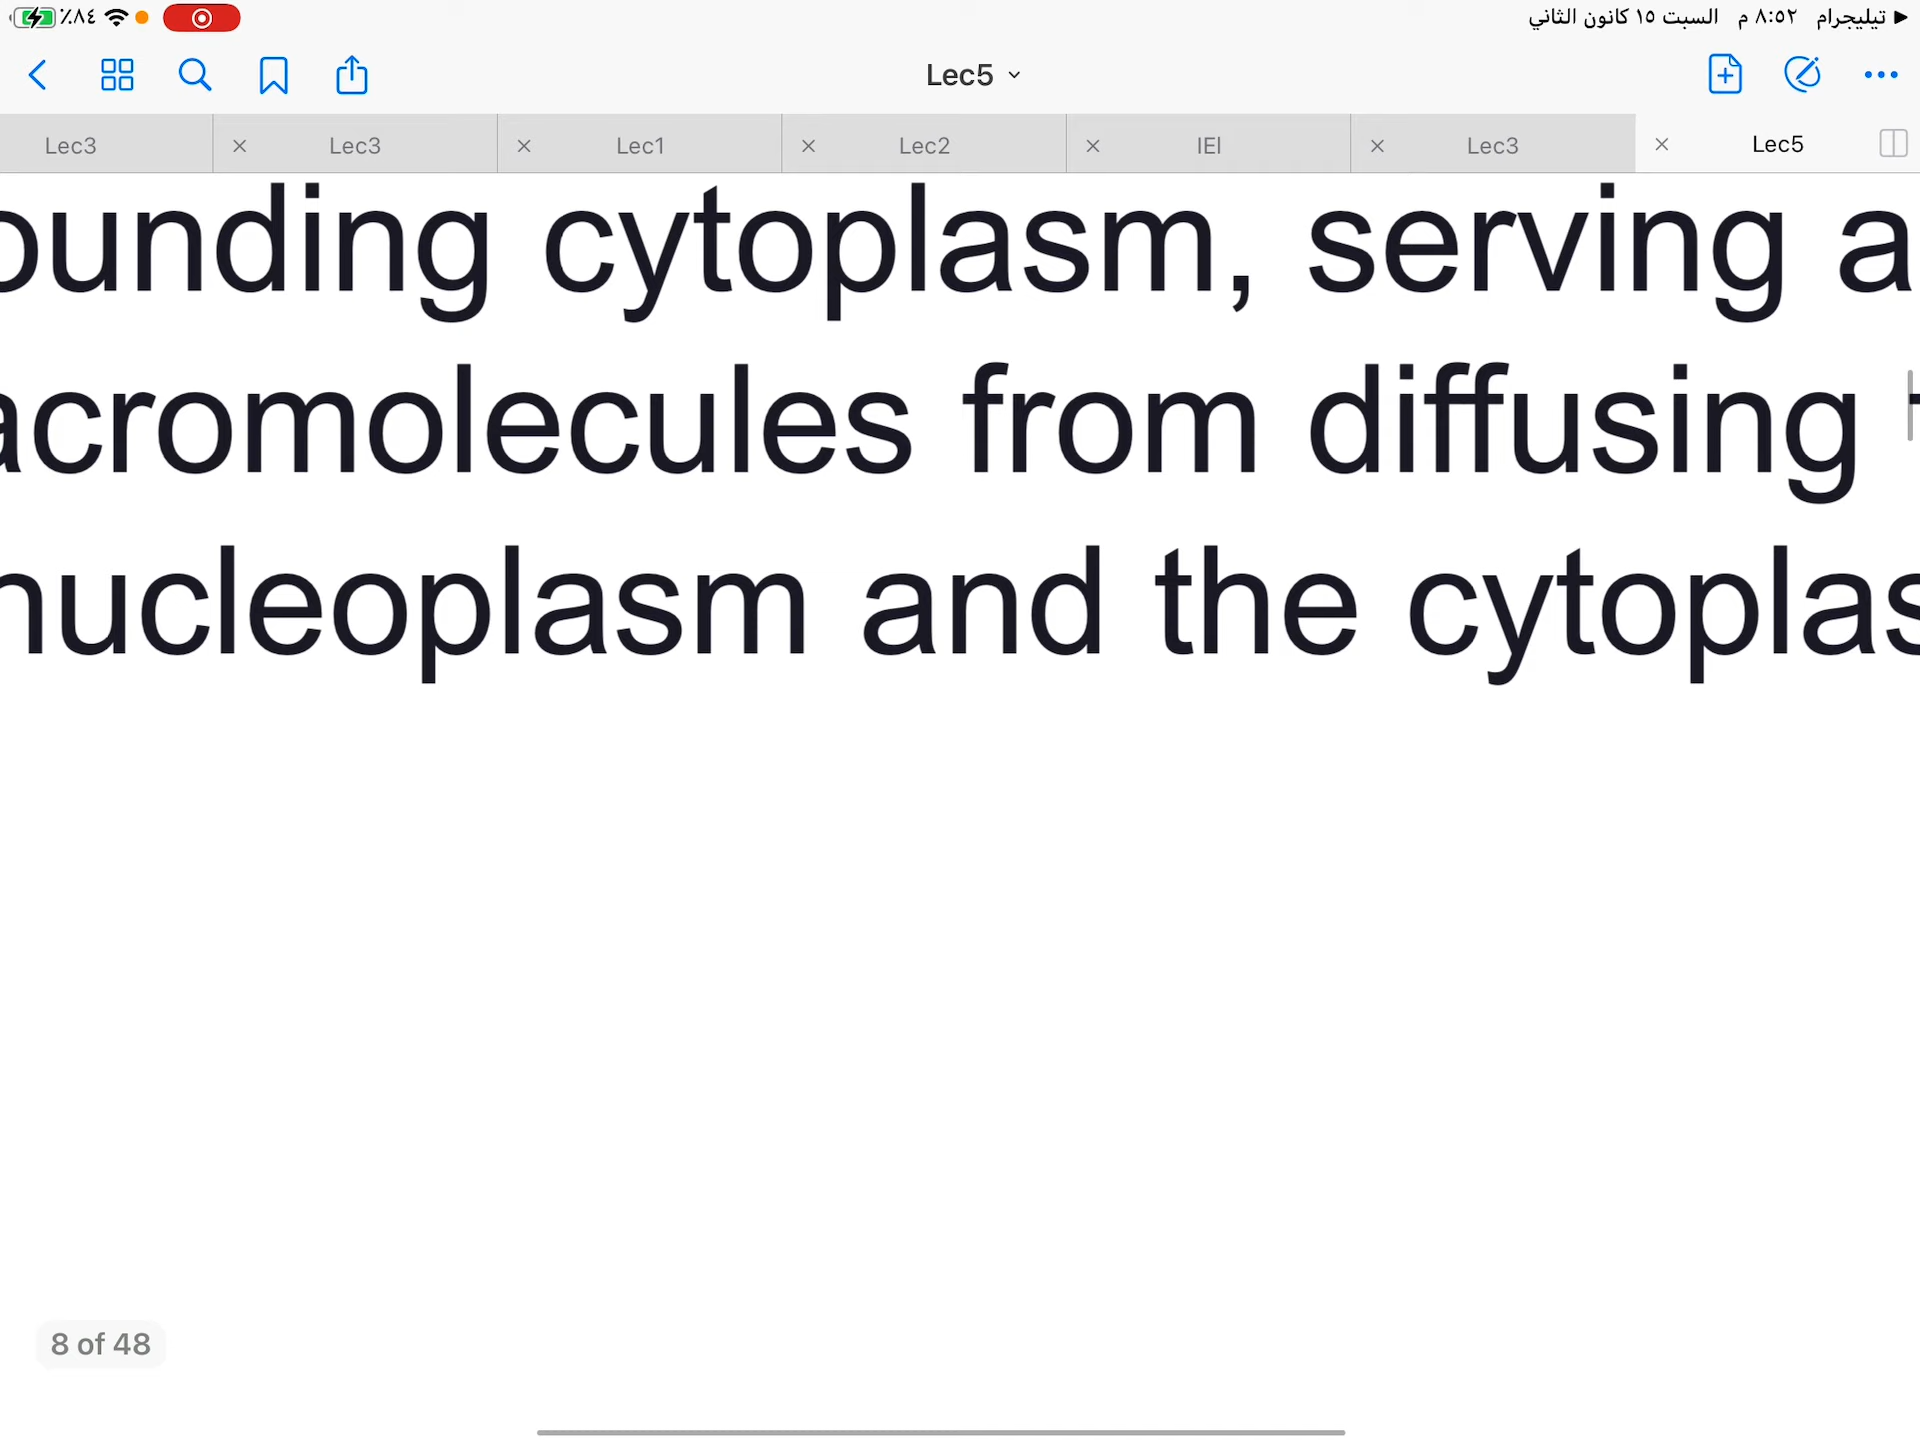 ٪٨٤ السبت ١٥ كانون الثاني ٨:٥٢ م تيليجرام
Lec5
Lec3 Lec3 Lec1 Lec2 IEI Lec3 Lec5
ounding cytoplasm, serving a
acromolecules from diffusing
nucleoplasm and the cytoplas
8 of 48